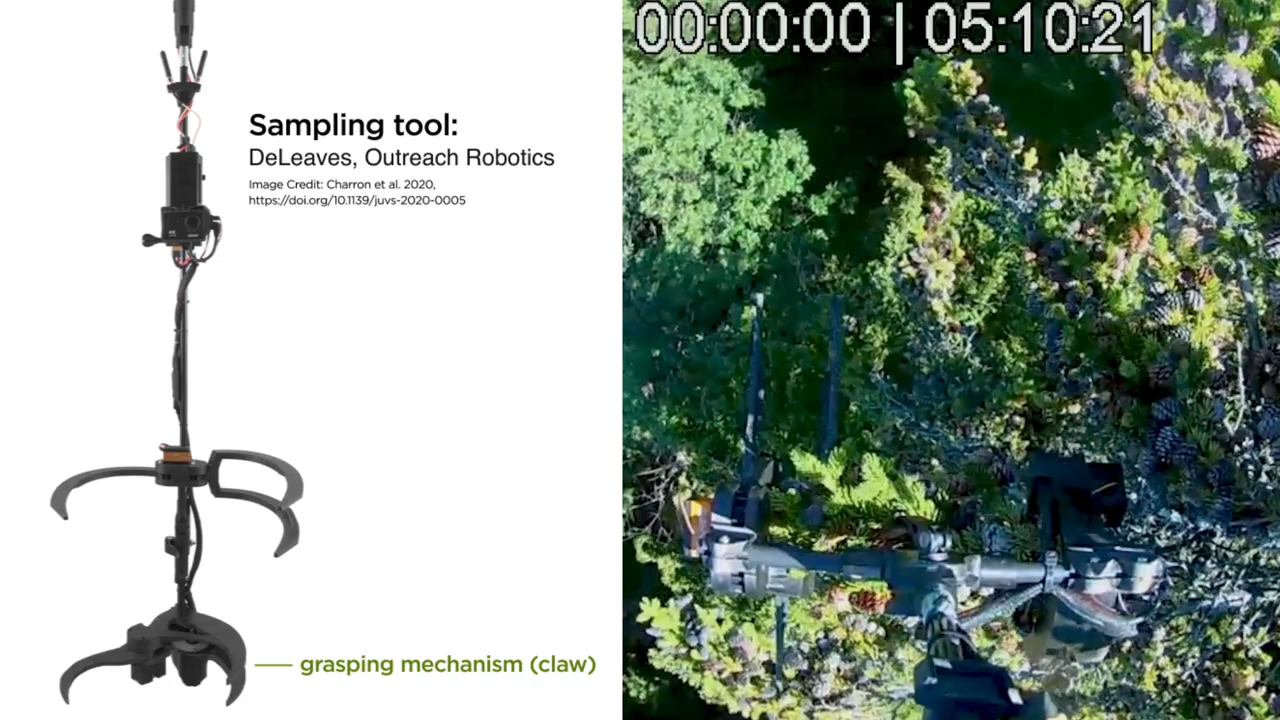 Sampling tool:
DeLeaves, Outreach Robotics
Image Credit: Charron et al. 2020,
https://doi.org/10.1139/juvs-2020-0005
grasping mechanism (claw)
00:00:00 | 05:10:21